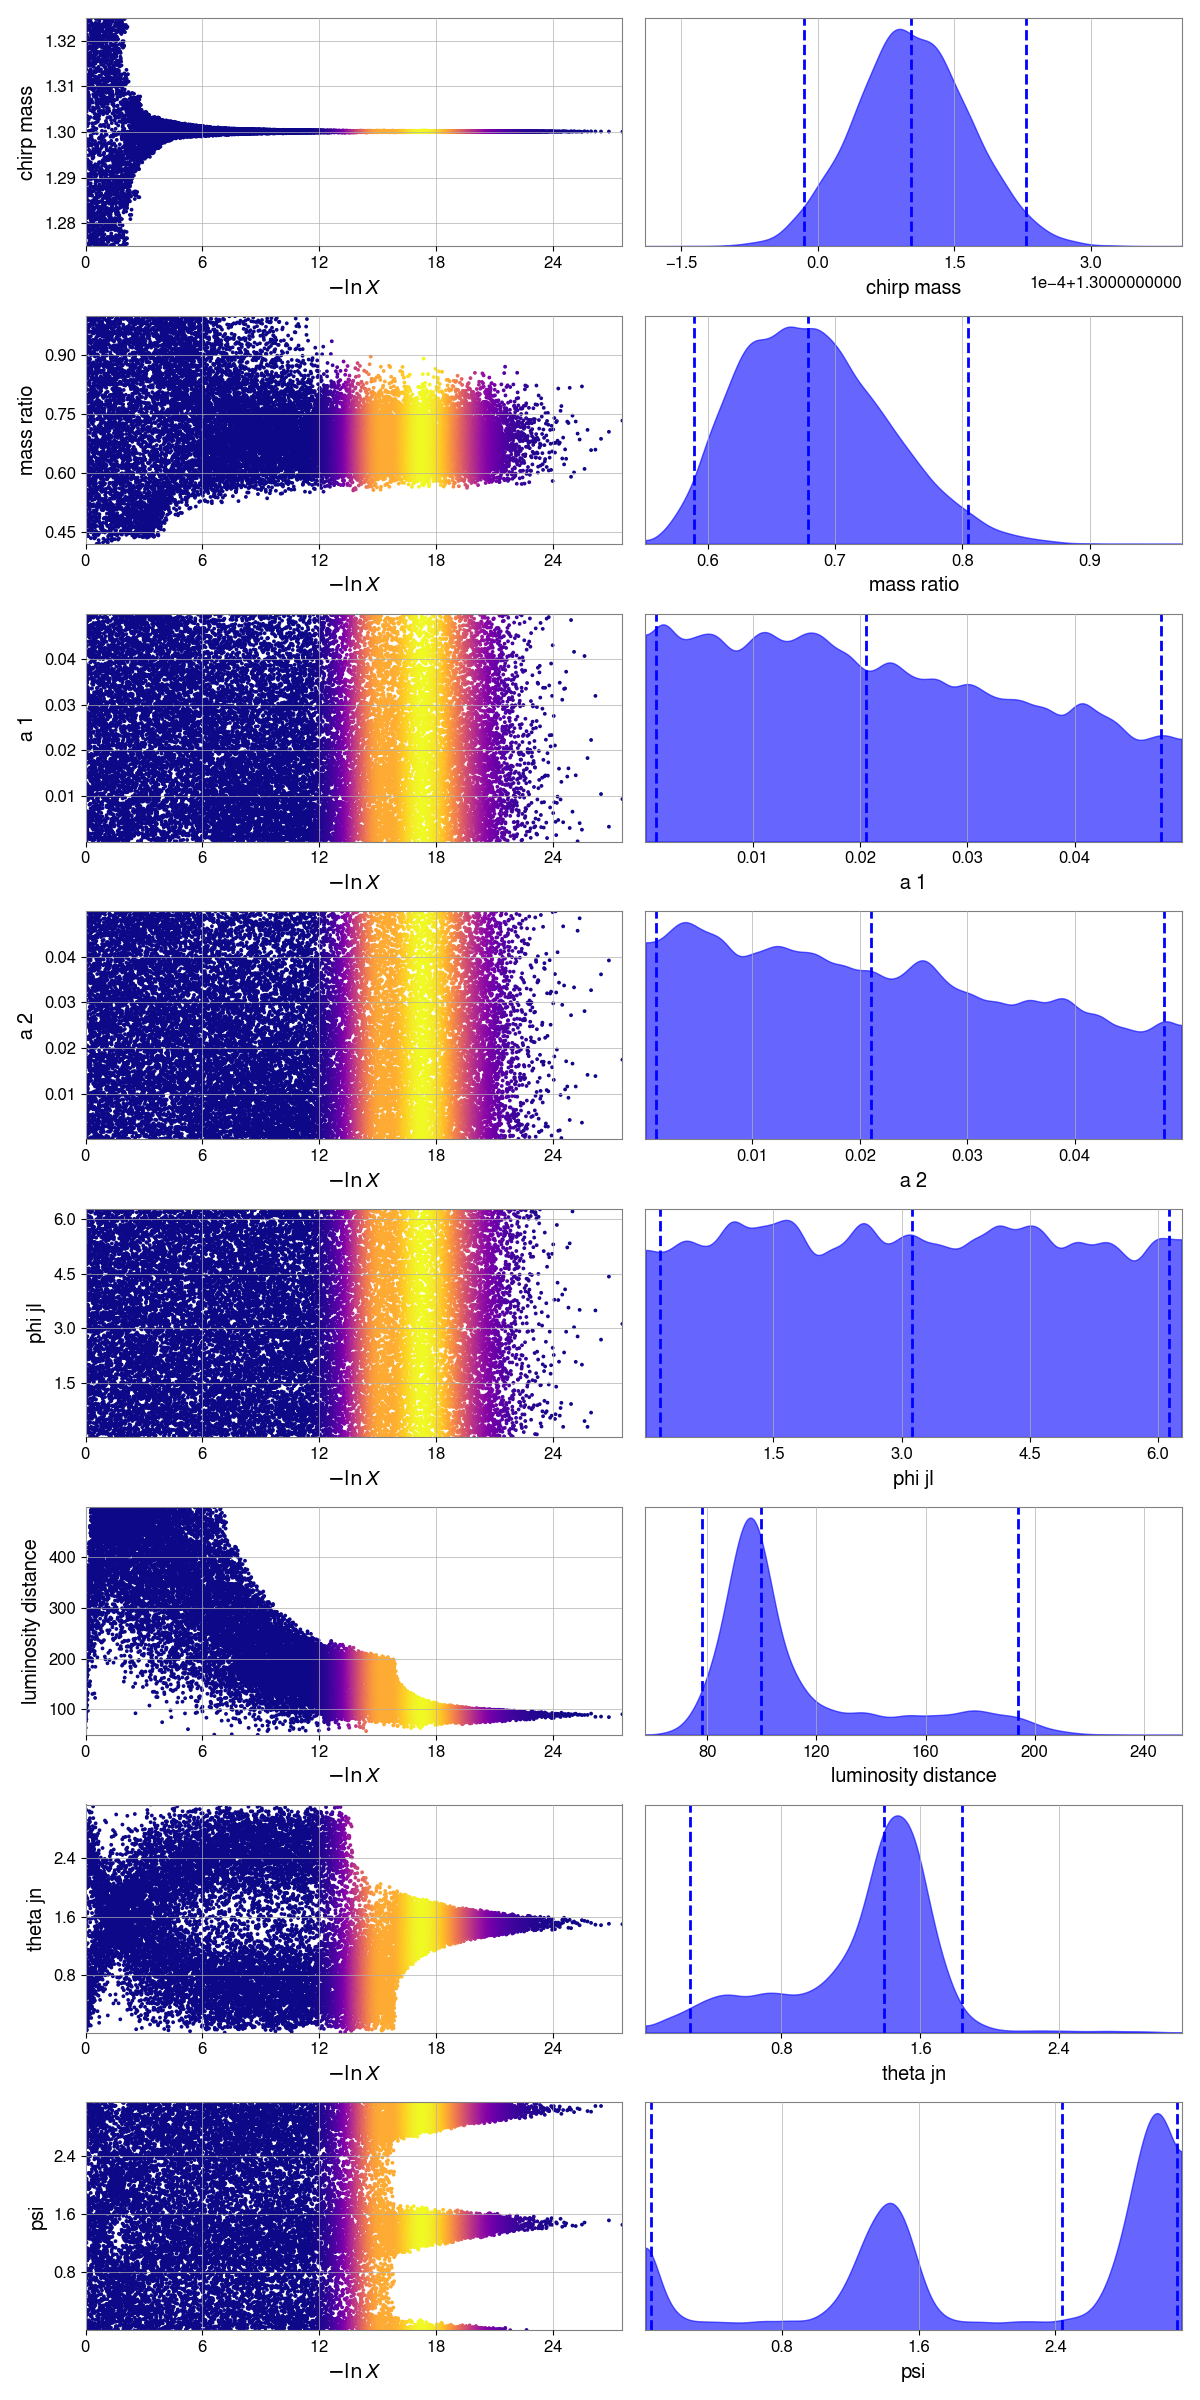 chirp mass
1.32
1.31
1.30
1.29
1.28
0 6 12 18 24
−ln X
−1.5 0.0 1.5 3.0
1e−4+1.3000000000
chirp mass
mass ratio
0.90
0.75
0.60
0.45
0 6 12 18 24
−ln X
0.6 0.7 0.8 0.9
mass ratio
a 1
0.04
0.03
0.02
0.01
0 6 12 18 24
−ln X
0.01 0.02 0.03 0.04
a 1
a 2
0.04
0.03
0.02
0.01
0 6 12 18 24
−ln X
0.01 0.02 0.03 0.04
a 2
phi jl
6.0
4.5
3.0
1.5
0 6 12 18 24
−ln X
1.5 3.0 4.5 6.0
phi jl
luminosity distance
400
300
200
100
0 6 12 18 24
−ln X
80 120 160 200 240
luminosity distance
theta jn
2.4
1.6
0.8
0 6 12 18 24
−ln X
0.8 1.6 2.4
theta jn
psi
2.4
1.6
0.8
0 6 12 18 24
−ln X
0.8 1.6 2.4
psi